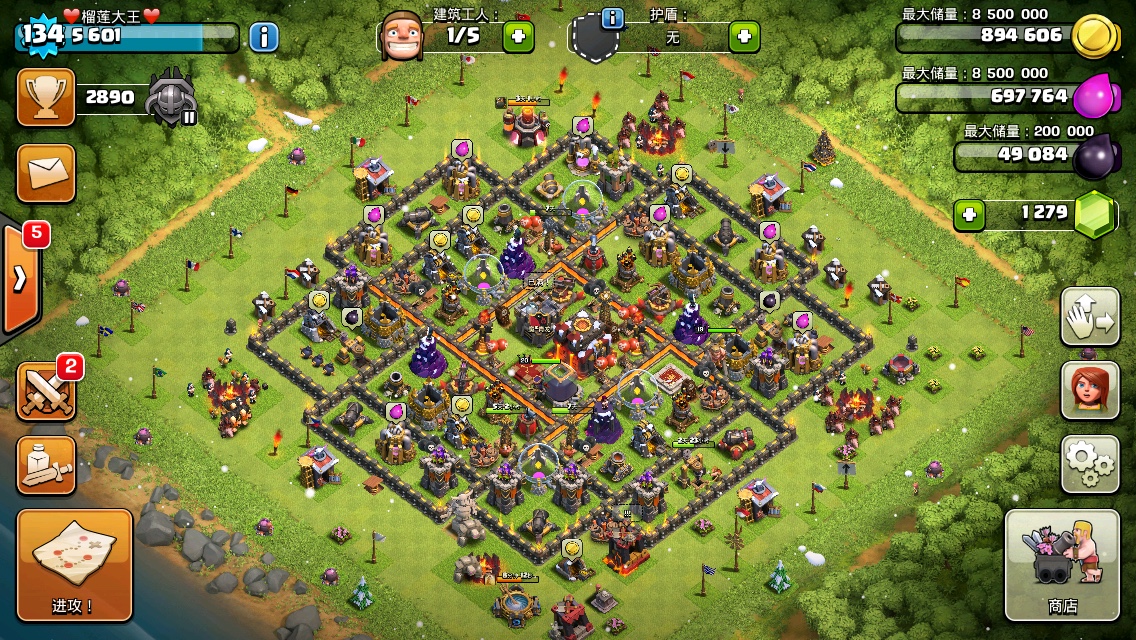 ❤️榴莲大王❤️
134 5 601
建筑工人：
1/5
护盾：
无
最大储量：8 500 000
894 606
最大储量：8 500 000
697 764
最大储量：200 000
49 084
1 279
2890
5
2
进攻！
商店